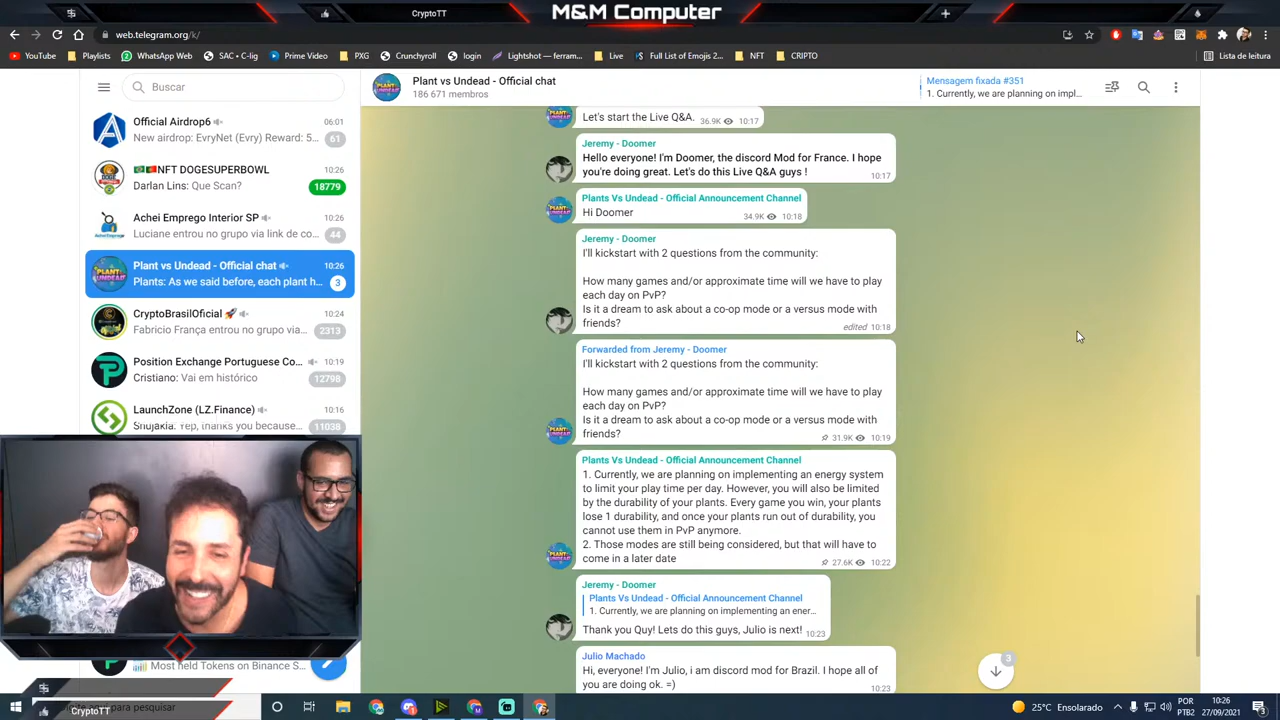 CryptoTT
M&M Computer
web.telegram.org/k/
YouTube
Playlists
WhatsApp Web
SAC + C-lig
Prime Video
PXG
Crunchyroll
login
Lightshot — ferram...
Live
Full List of Emojis 2...
NFT
CRIPTO
Lista de leitura
Buscar
Plant vs Undead - Official chat
186 671 membros
Mensagem fixada #351
1. Currently, we are planning on impl...
Official Airdrop6
06:01
New airdrop: EvryNet (Evry) Reward: 5...
61
NFT DOGESUPERBOWL
10:26
Darlan Lins: Que Scan?
18779
Achei Emprego Interior SP
10:26
Luciane entrou no grupo via link de co...
44
Plant vs Undead - Official chat
10:26
Plants: As we said before, each plant h...
3
CryptoBrasilOficial
10:24
Fabricio França entrou no grupo via...
2313
Position Exchange Portuguese Co...
10:19
Cristiano: Vai em histórico
12798
LaunchZone (LZ.Finance)
10:16
Shujakia: Yep, thanks you because...
11038
Most held Tokens on Binance S...
Let's start the Live Q&A.
36.9K 10:17
Jeremy - Doomer
Hello everyone! I'm Doomer, the discord Mod for France. I hope
you're doing great. Let's do this Live Q&A guys !
10:17
Plants Vs Undead - Official Announcement Channel
Hi Doomer
34.9K 10:18
Jeremy - Doomer
I'll kickstart with 2 questions from the community:
How many games and/or approximate time will we have to play
each day on PvP?
Is it a dream to ask about a co-op mode or a versus mode with
friends?
edited 10:18
Forwarded from Jeremy - Doomer
I'll kickstart with 2 questions from the community:
How many games and/or approximate time will we have to play
each day on PvP?
Is it a dream to ask about a co-op mode or a versus mode with
friends?
31.9K 10:19
Plants Vs Undead - Official Announcement Channel
1. Currently, we are planning on implementing an energy system
to limit your play time per day. However, you will also be limited
by the durability of your plants. Every game you win, your plants
lose 1 durability, and once your plants run out of durability, you
cannot use them in PvP anymore.
2. Those modes are still being considered, but that will have to
come in a later date
27.6K 10:22
Jeremy - Doomer
Plants Vs Undead - Official Announcement Channel
1. Currently, we are planning on implementing an ener...
Thank you Quy! Lets do this guys, Julio is next!
10:23
Julio Machado
Hi, everyone! I'm Julio, i am discord mod for Brazil. I hope all of
you are doing ok. =)
10:23
3
CryptoTT
aqui para pesquisar
25°C Ensolarado
POR
PTB2
10:26
27/09/2021